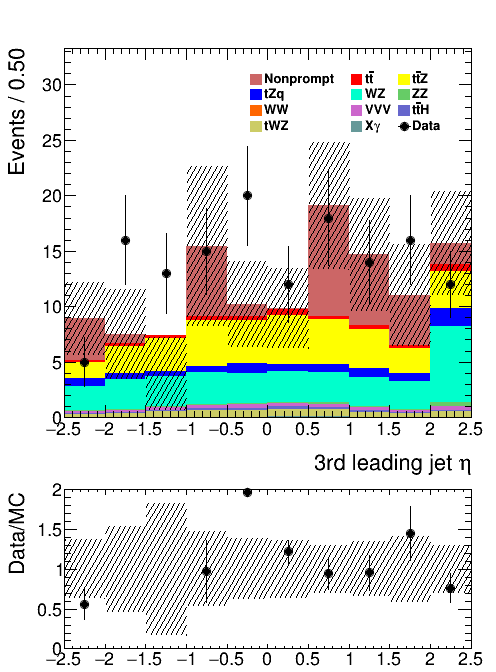 Events / 0.50
30
25
20
15
10
5
0
Nonprompt tt̄ tt̄Z
tZq WZ ZZ
WW VVV tt̄H
tWZ Xγ Data
−2.5 −2 −1.5 −1 −0.5 0 0.5 1 1.5 2 2.5
3rd leading jet η
Data/MC
2
1.5
1
0.5
0
−2.5 −2 −1.5 −1 −0.5 0 0.5 1 1.5 2 2.5